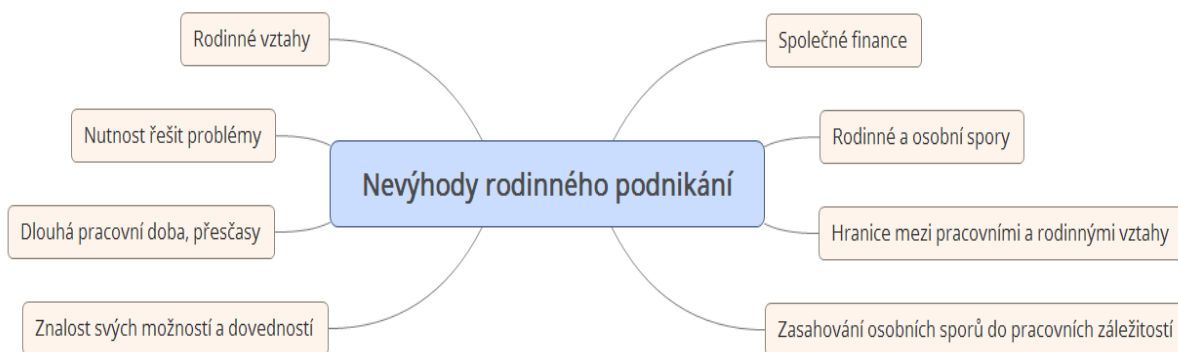 Rodinné vztahy
Společné finance
Nutnost řešit problémy
Rodinné a osobní spory
Nevýhody rodinného podnikání
Dlouhá pracovní doba, přesčasy
Hranice mezi pracovními a rodinnými vztahy
Znalost svých možností a dovedností
Zasahování osobních sporů do pracovních záležitostí